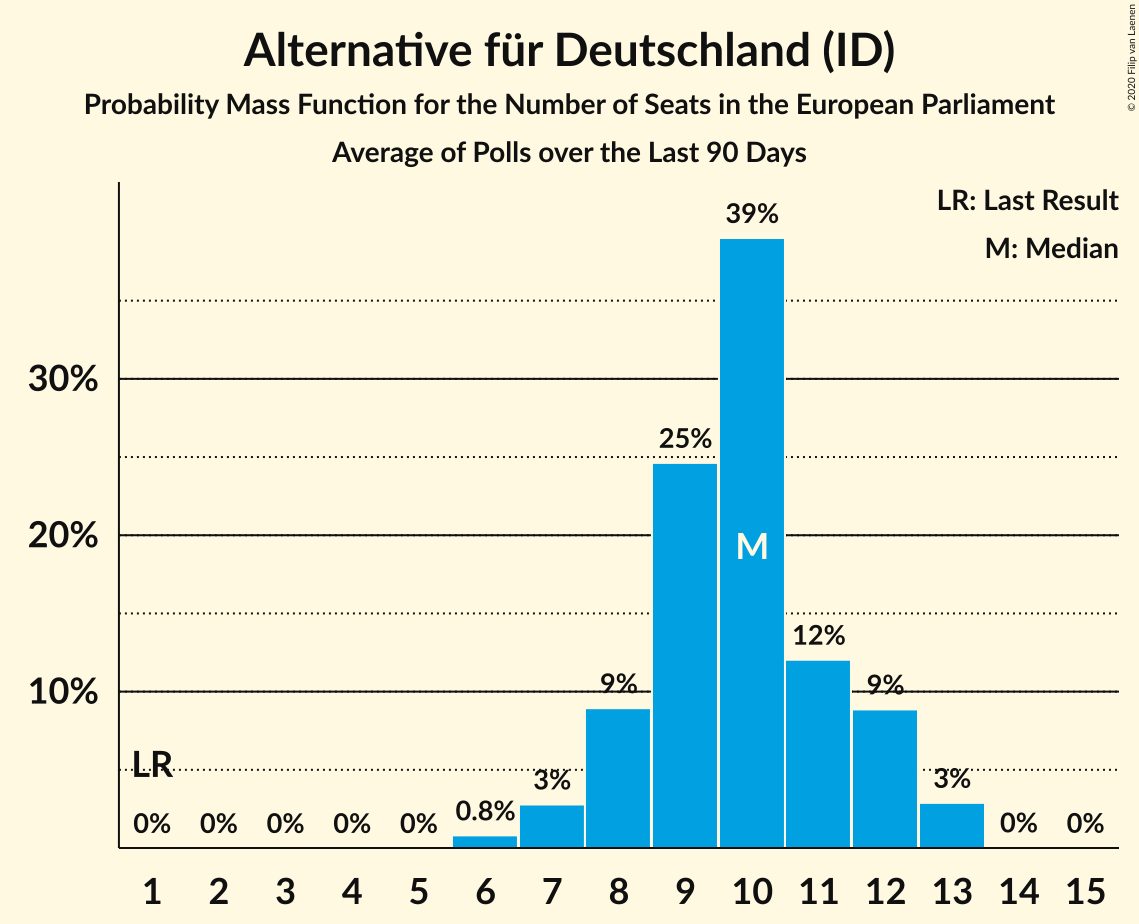 Alternative für Deutschland (ID)
Probability Mass Function for the Number of Seats in the European Parliament
Average of Polls over the Last 90 Days
© 2020 Filip van Laenen
LR: Last Result
M: Median
39%
30%
25%
20%
M
12%
10%
9%
9%
LR
3%
3%
0%
0%
0%
0%
0%
0.8%
0%
0%
1 2 3 4 5 6 7 8 9 10 11 12 13 14 15